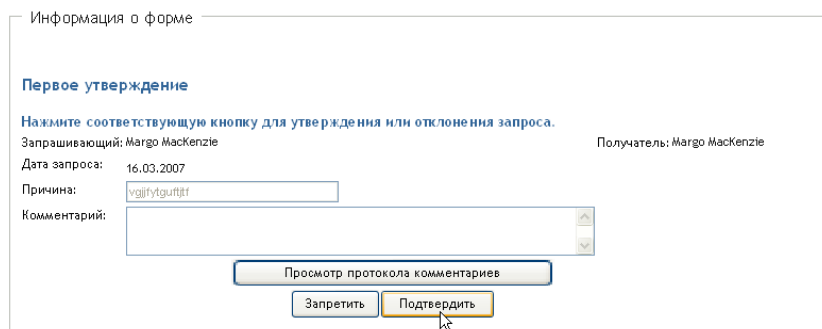 Информация о форме
Первое утверждение
Нажмите соответствующую кнопку для утверждения или отклонения запроса.
Запрашивающий: Margo MacKenzie Получатель: Margo MacKenzie
Дата запроса: 16.03.2007
Причина: vgjjfytguftjtf
Комментарий:
Просмотр протокола комментариев
Запретить Подтвердить